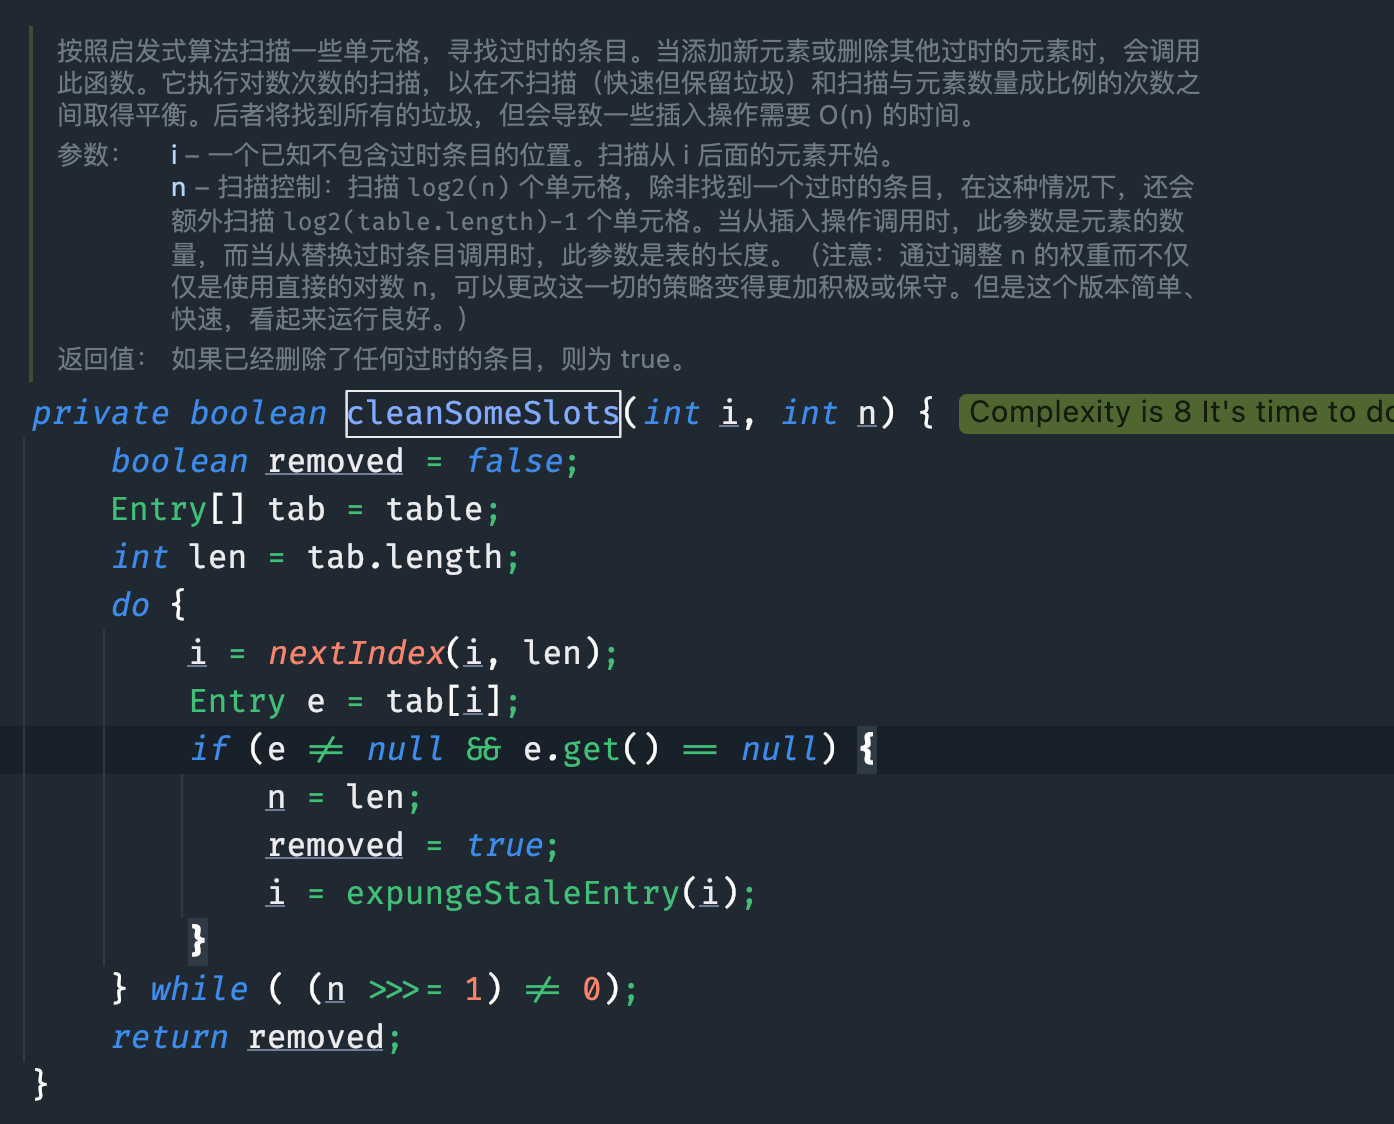 按照启发式算法扫描一些单元格，寻找过时的条目。当添加新元素或删除其他过时的元素时，会调用
此函数。它执行对数次数的扫描，以在不扫描（快速但保留垃圾）和扫描与元素数量成比例的次数之
间取得平衡。后者将找到所有的垃圾，但会导致一些插入操作需要 O(n) 的时间。
参数： i – 一个已知不包含过时条目的位置。扫描从 i 后面的元素开始。
n – 扫描控制：扫描 log2(n) 个单元格，除非找到一个过时的条目，在这种情况下，还会
额外扫描 log2(table.length)-1 个单元格。当从插入操作调用时，此参数是元素的数
量，而当从替换过时条目调用时，此参数是表的长度。（注意：通过调整 n 的权重而不仅
仅是使用直接的对数 n，可以更改这一切的策略变得更加积极或保守。但是这个版本简单、
快速，看起来运行良好。）
返回值： 如果已经删除了任何过时的条目，则为 true。
private boolean cleanSomeSlots(int i, int n) { Complexity is 8 It's time to do
boolean removed = false;
Entry[] tab = table;
int len = tab.length;
do {
i = nextIndex(i, len);
Entry e = tab[i];
if (e != null && e.get() == null) {
n = len;
removed = true;
i = expungeStaleEntry(i);
}
} while ( (n >>>= 1) != 0);
return removed;
}